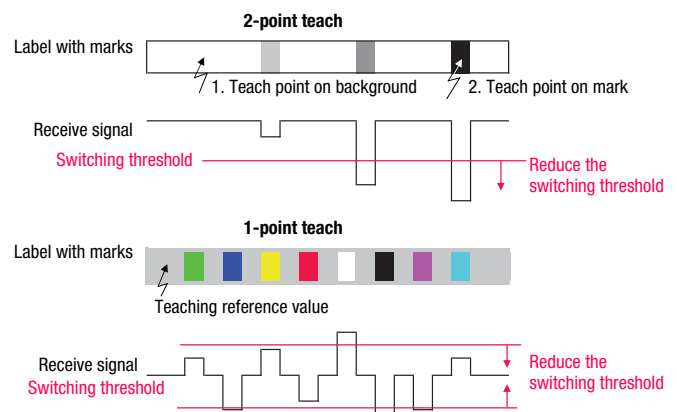 2-point teach
Label with marks
1. Teach point on background
2. Teach point on mark
Receive signal
Switching threshold
Reduce the
switching threshold
1-point teach
Label with marks
Teaching reference value
Receive signal
Switching threshold
Reduce the
switching threshold